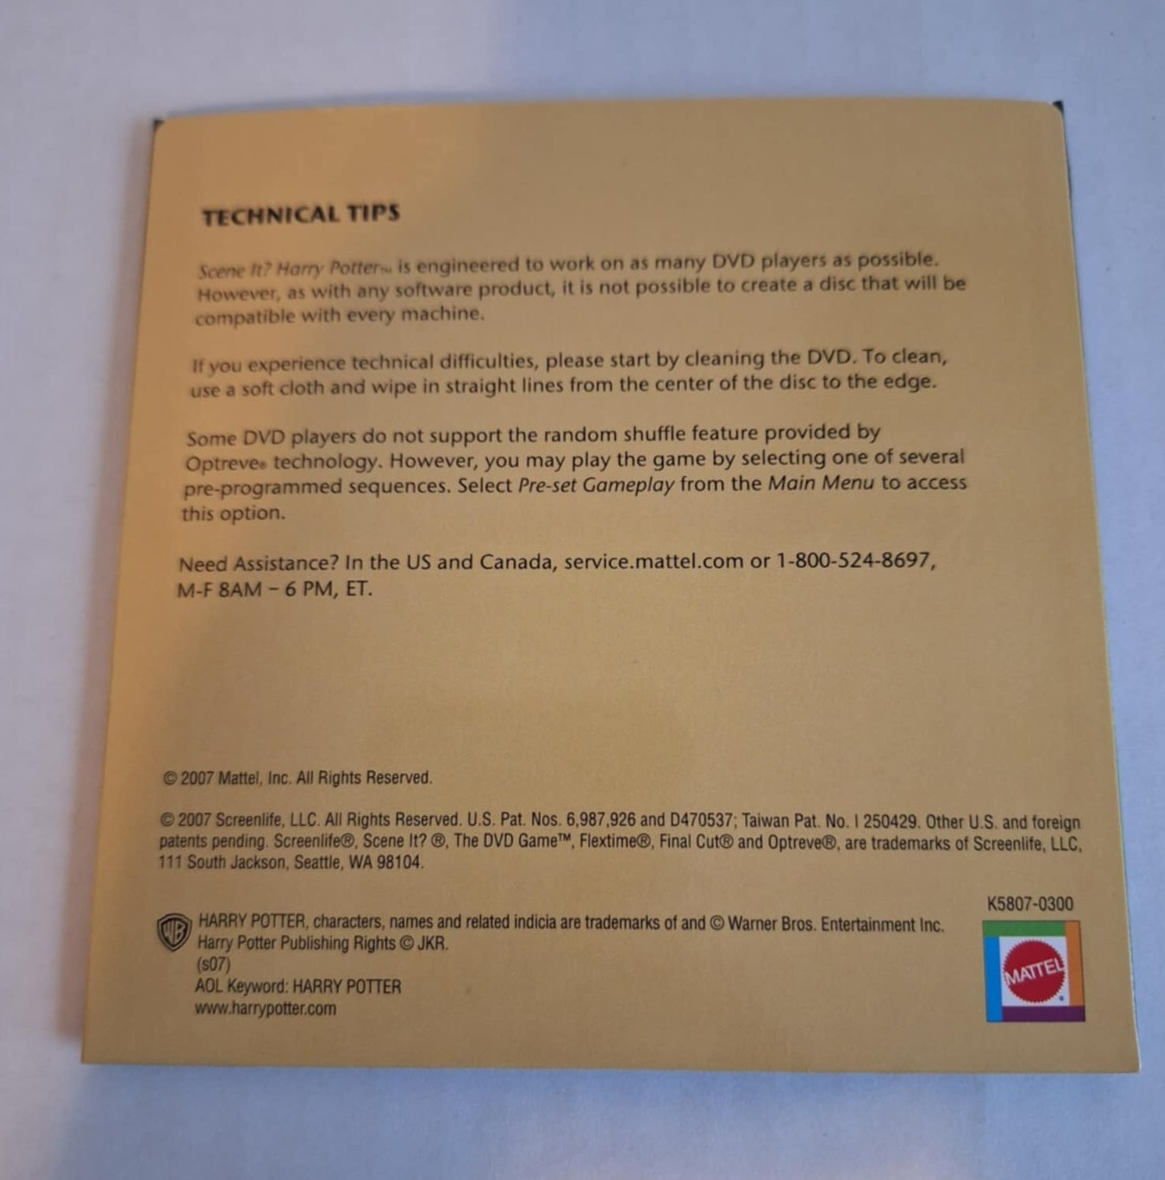 TECHNICAL TIPS
Scene It? Harry Potter™ is engineered to work on as many DVD players as possible.
However, as with any software product, it is not possible to create a disc that will be
compatible with every machine.
If you experience technical difficulties, please start by cleaning the DVD. To clean,
use a soft cloth and wipe in straight lines from the center of the disc to the edge.
Some DVD players do not support the random shuffle feature provided by
Optreve® technology. However, you may play the game by selecting one of several
pre-programmed sequences. Select Pre-set Gameplay from the Main Menu to access
this option.
Need Assistance? In the US and Canada, service.mattel.com or 1-800-524-8697,
M-F 8AM – 6 PM, ET.
© 2007 Mattel, Inc. All Rights Reserved.
© 2007 Screenlife, LLC. All Rights Reserved. U.S. Pat. Nos. 6,987,926 and D470537; Taiwan Pat. No. I 250429. Other U.S. and foreign
patents pending. Screenlife®, Scene It? ®, The DVD Game™, Flextime®, Final Cut® and Optreve®, are trademarks of Screenlife, LLC,
111 South Jackson, Seattle, WA 98104.
K5807-0300
WB
HARRY POTTER, characters, names and related indicia are trademarks of and © Warner Bros. Entertainment Inc.
Harry Potter Publishing Rights © JKR.
(s07)
AOL Keyword: HARRY POTTER
www.harrypotter.com
MATTEL®